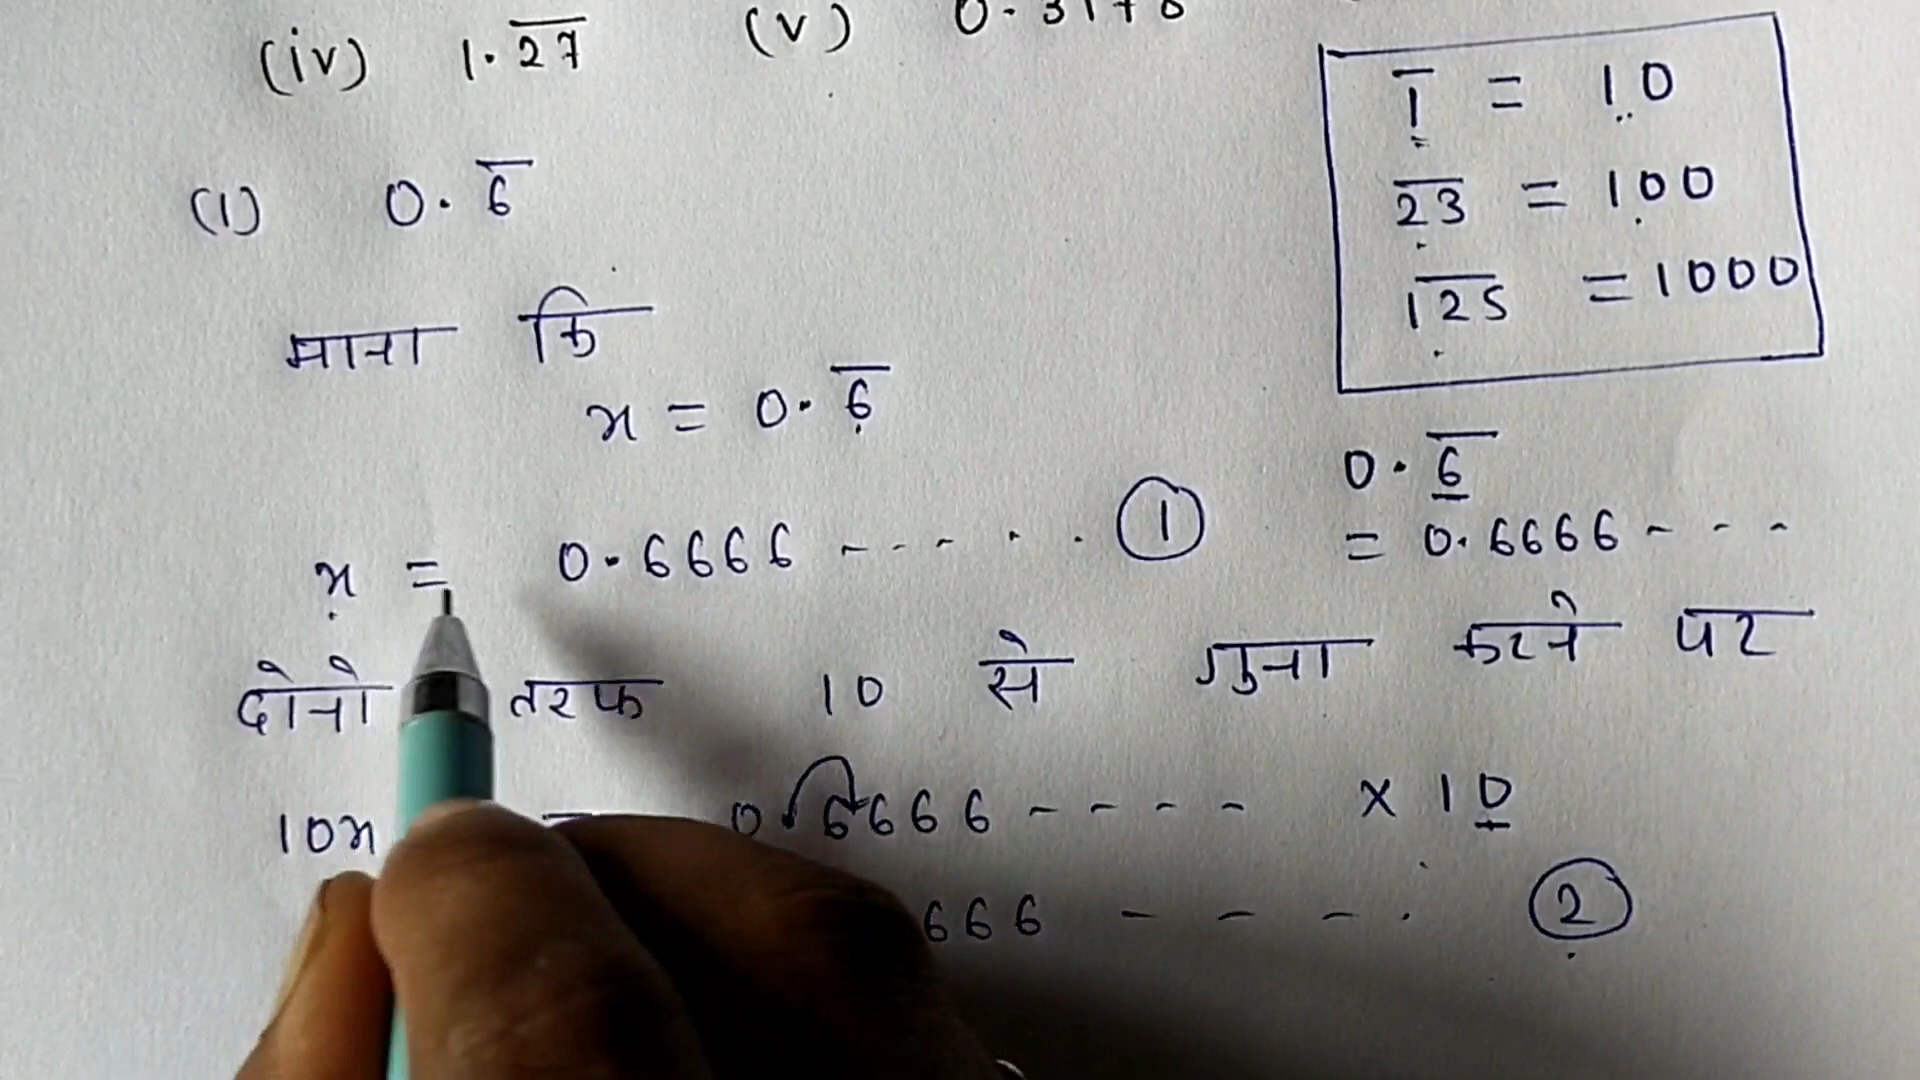 (iv) 1.2̅7̅ (v)
1̅ = 10
2̅3̅ = 100
1̅2̅5̅ = 1000
(1) 0.6̅
माना कि
x = 0.6̅
x = 0.6666 - - - - . . ①
0.6̅
= 0.6666 - - -
दोनो तरफ 10 से गुना करने पर
10x 0.6666 - - - - × 10
666 - - - . ②